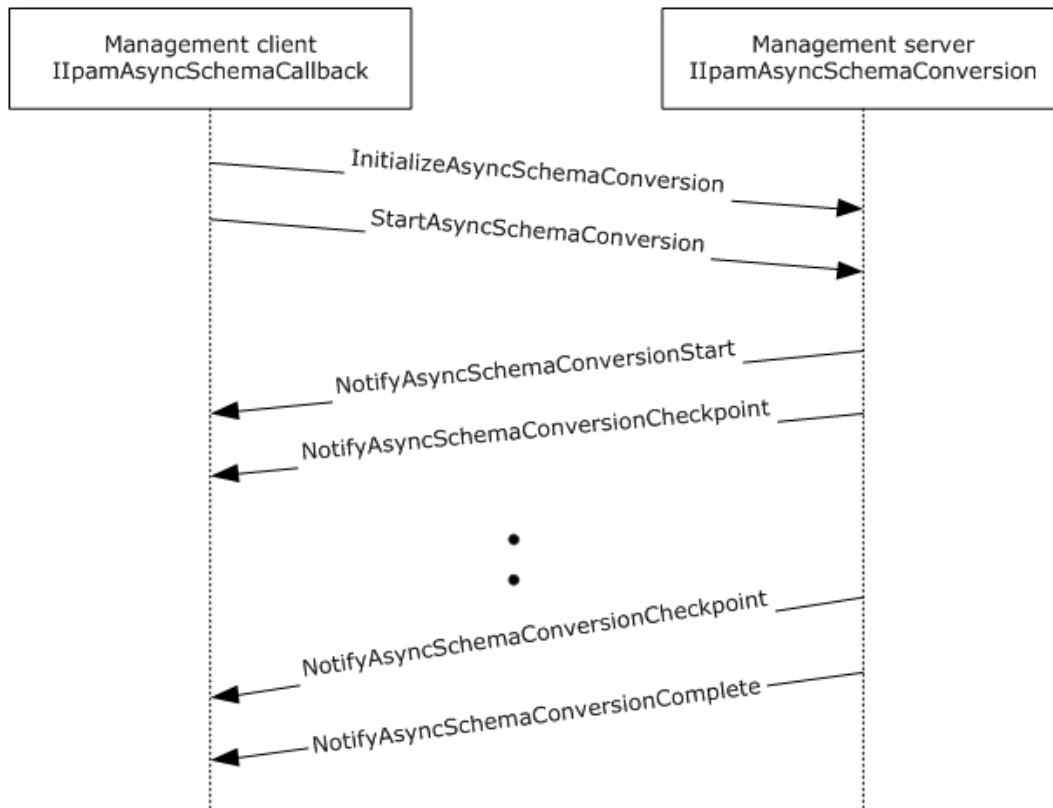 Management client
IIpamAsyncSchemaCallback
Management server
IIpamAsyncSchemaConversion
InitializeAsyncSchemaConversion
StartAsyncSchemaConversion
NotifyAsyncSchemaConversionStart
NotifyAsyncSchemaConversionCheckpoint
NotifyAsyncSchemaConversionCheckpoint
NotifyAsyncSchemaConversionComplete